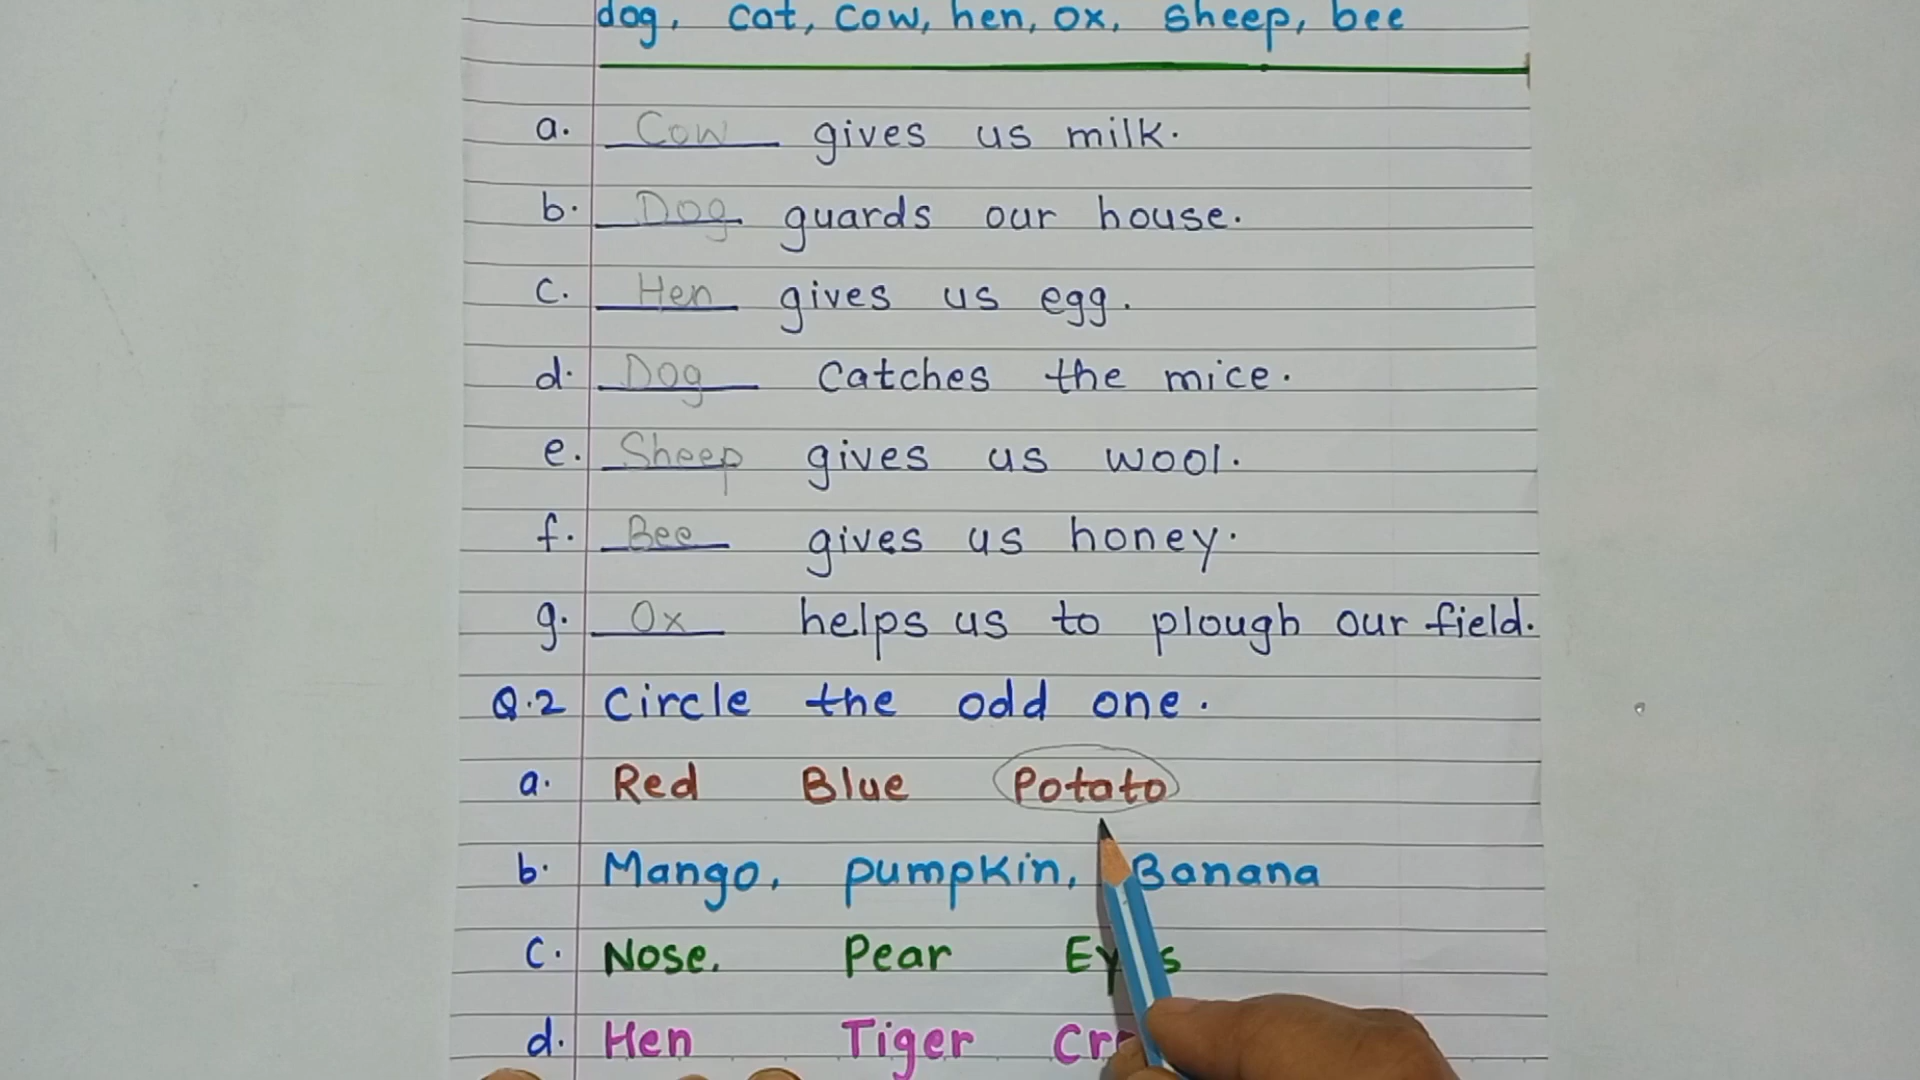 dog, cat, cow, hen, ox, sheep, bee
a. Cow gives us milk.
b. Dog guards our house.
c. Hen gives us egg.
d. Dog catches the mice.
e. Sheep gives us wool.
f. Bee gives us honey.
g. Ox helps us to plough our field.
Q.2 Circle the odd one.
a. Red Blue Potato
b. Mango, pumpkin, Banana
c. Nose, Pear
d. Hen Tiger